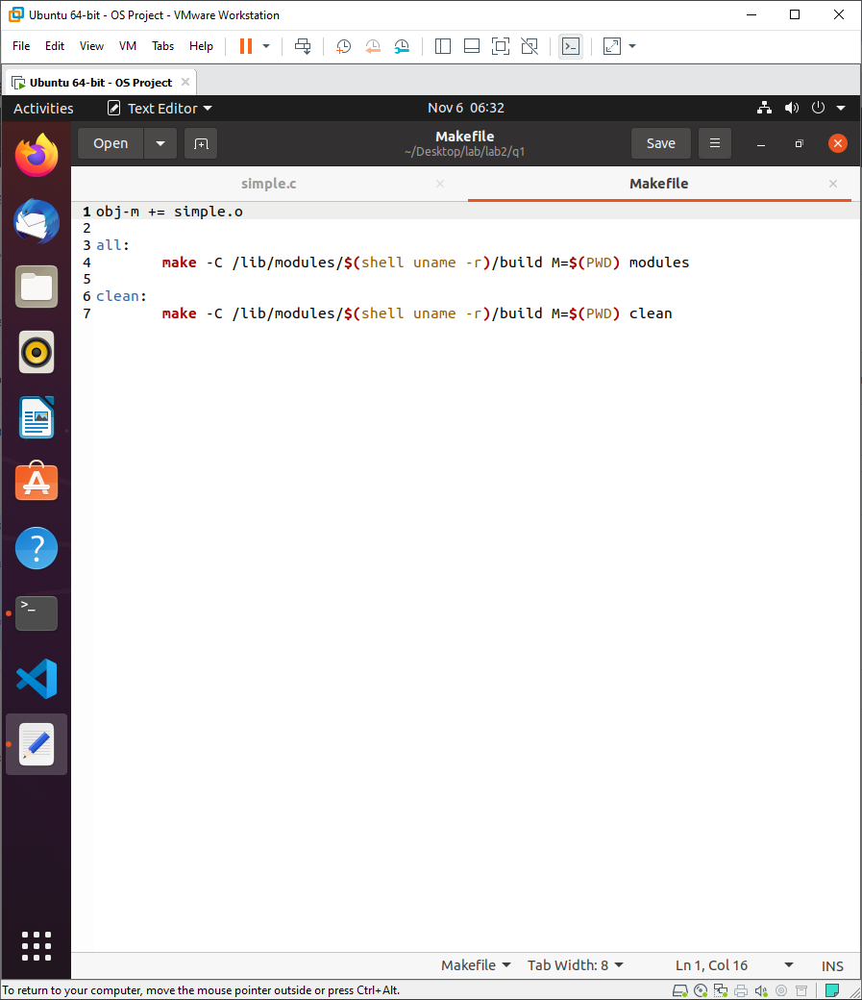 Ubuntu 64-bit - OS Project - VMware Workstation
File Edit View VM Tabs Help
Ubuntu 64-bit - OS Project
Activities Text Editor Nov 6 06:32
Open Makefile Save
~/Desktop/lab/lab2/q1
simple.c Makefile
1 obj-m += simple.o
2
3 all:
4 	make -C /lib/modules/$(shell uname -r)/build M=$(PWD) modules
5
6 clean:
7 	make -C /lib/modules/$(shell uname -r)/build M=$(PWD) clean
Makefile Tab Width: 8 Ln 1, Col 16 INS
To return to your computer, move the mouse pointer outside or press Ctrl+Alt.